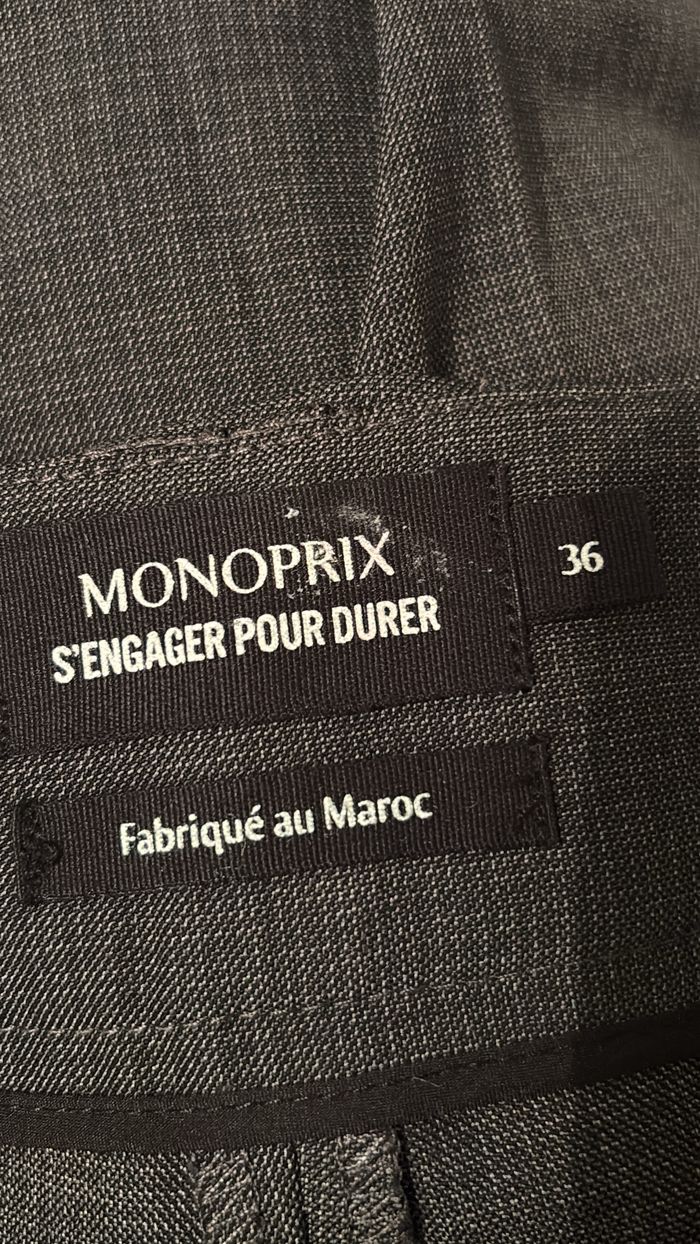 MONOPRIX
S'ENGAGER POUR DURER
36
Fabriqué au Maroc